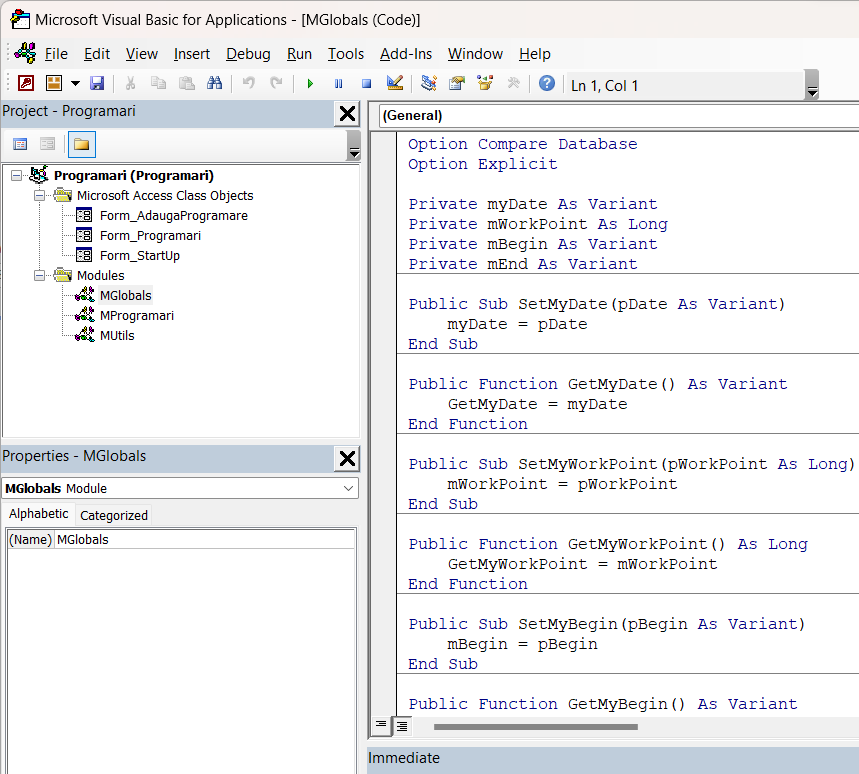 Microsoft Visual Basic for Applications - [MGlobals (Code)]
File Edit View Insert Debug Run Tools Add-Ins Window Help
Ln 1, Col 1
Project - Programari
Programari (Programari)
Microsoft Access Class Objects
Form_AdaugaProgramare
Form_Programari
Form_StartUp
Modules
MGlobals
MProgramari
MUtils
Properties - MGlobals
MGlobals Module
Alphabetic Categorized
(Name) MGlobals
(General)
Option Compare Database
Option Explicit
Private myDate As Variant
Private mWorkPoint As Long
Private mBegin As Variant
Private mEnd As Variant
Public Sub SetMyDate(pDate As Variant)
myDate = pDate
End Sub
Public Function GetMyDate() As Variant
GetMyDate = myDate
End Function
Public Sub SetMyWorkPoint(pWorkPoint As Long)
mWorkPoint = pWorkPoint
End Sub
Public Function GetMyWorkPoint() As Long
GetMyWorkPoint = mWorkPoint
End Function
Public Sub SetMyBegin(pBegin As Variant)
mBegin = pBegin
End Sub
Public Function GetMyBegin() As Variant
Immediate